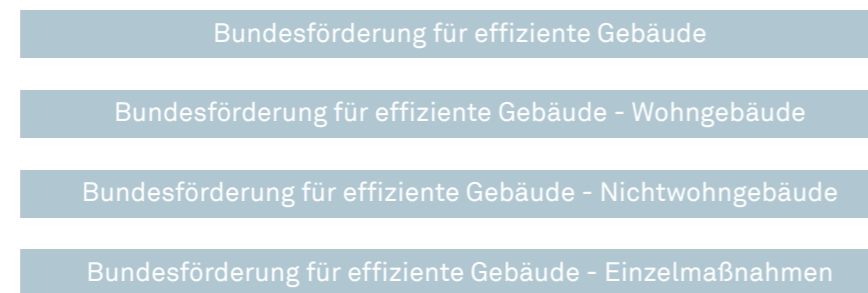 Bundesförderung für effiziente Gebäude
Bundesförderung für effiziente Gebäude - Wohngebäude
Bundesförderung für effiziente Gebäude - Nichtwohngebäude
Bundesförderung für effiziente Gebäude - Einzelmaßnahmen